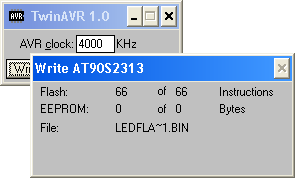 AVR
TwinAVR 1.0
AVR clock: 4000 KHz
Write AT90S2313
Flash: 66 of 66 Instructions
EEPROM: 0 of 0 Bytes
File: LEDFLA~1.BIN